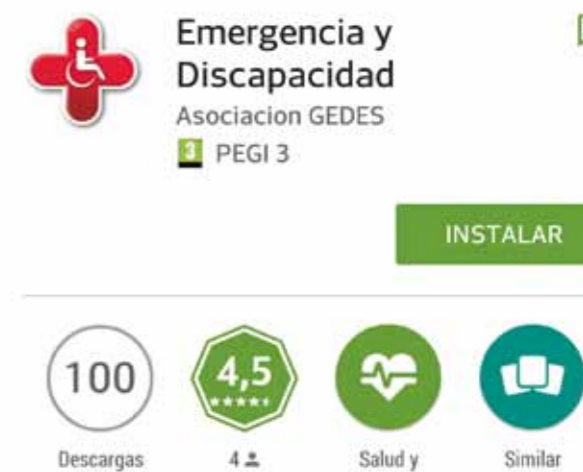 Emergencia y
Discapacidad
Asociacion GEDES
3 PEGI 3
INSTALAR
100
4,5
Descargas
4
Salud y
Similar